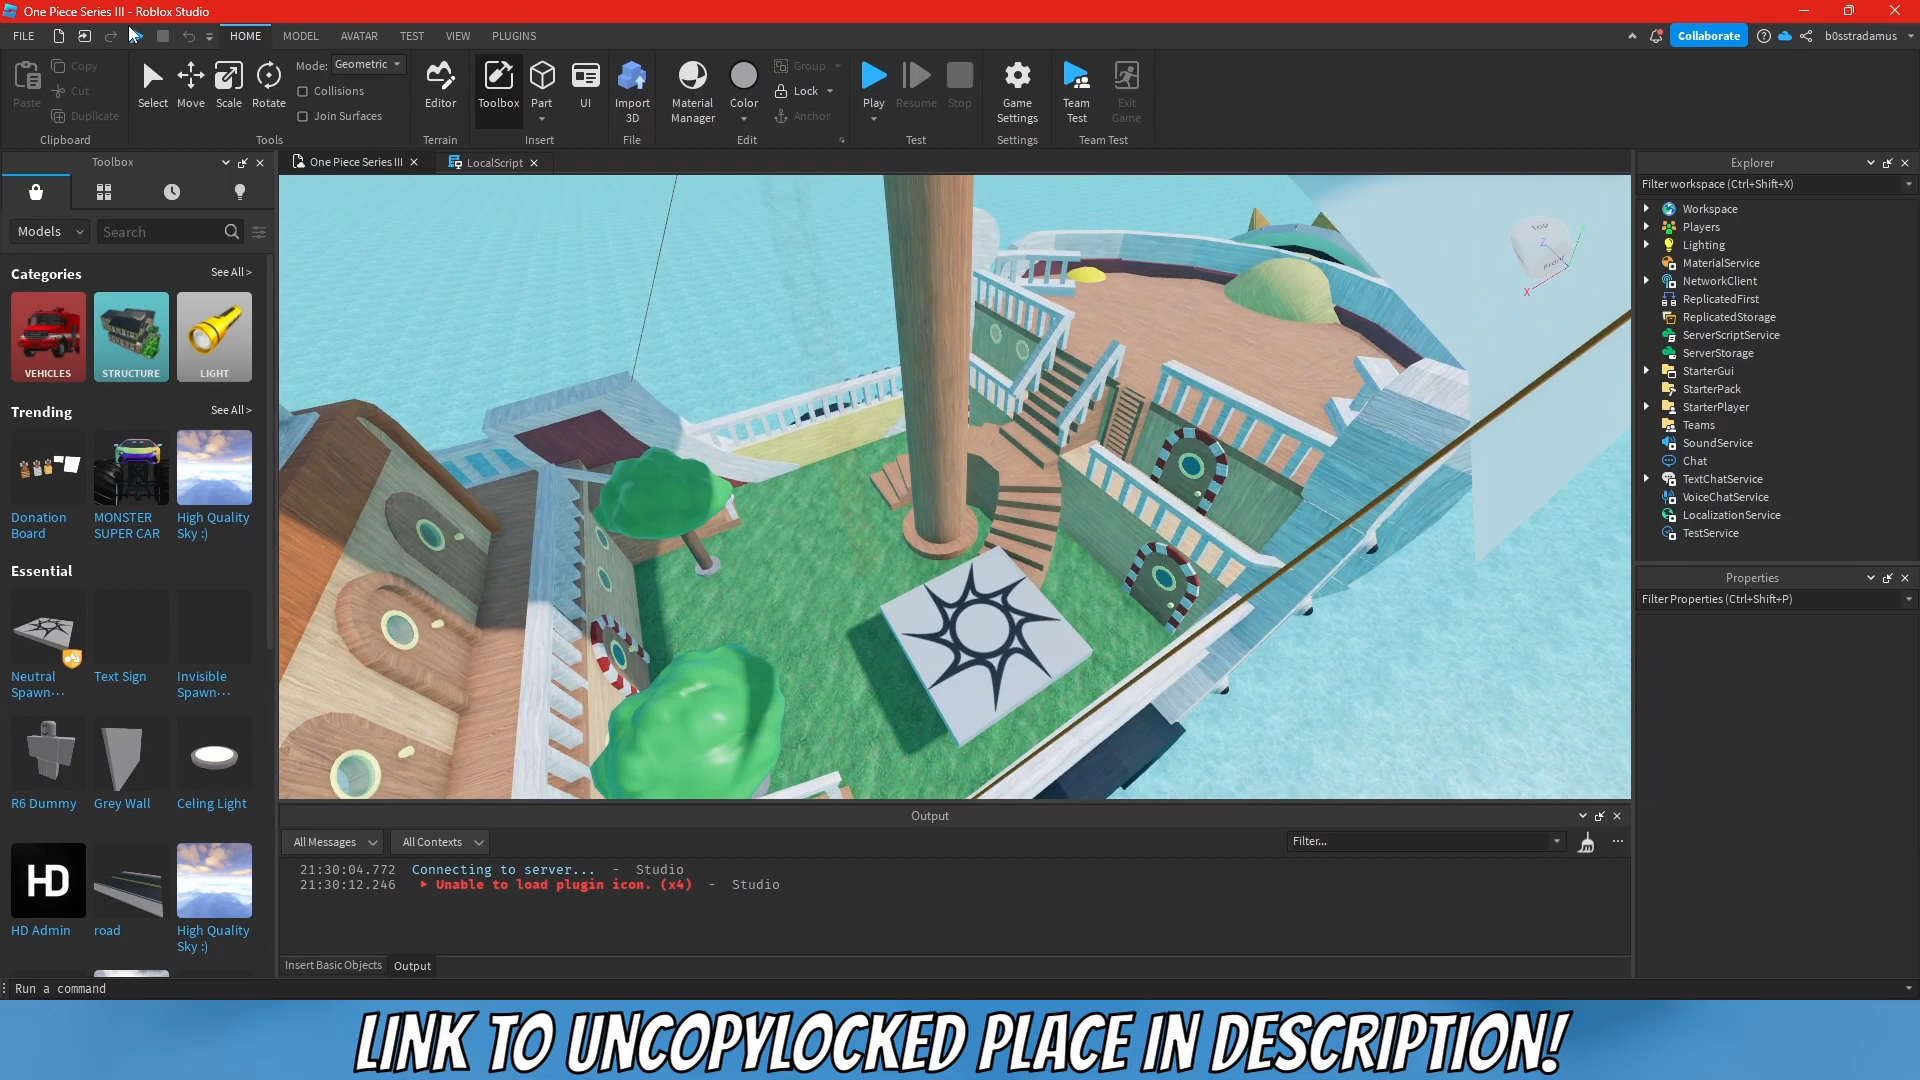 One Piece Series III - Roblox Studio
FILE HOME MODEL AVATAR TEST VIEW PLUGINS Collaborate b0sstradamus
Paste
Copy
Cut
Duplicate
Clipboard
Select Move Scale Rotate
Mode: Geometric
Collisions
Join Surfaces
Tools
Editor
Terrain
Toolbox Part UI
Insert
Import
3D
File
Material
Manager
Color
Group
Lock
Anchor
Edit
Play Resume Stop
Test
Game
Settings
Settings
Team
Test
Exit
Game
Team Test
Toolbox
Models Search
Categories See All >
VEHICLES STRUCTURE LIGHT
Trending See All >
Donation
Board
MONSTER
SUPER CAR
High Quality
Sky :)
Essential
Neutral
Spawn···
Text Sign
Invisible
Spawn···
R6 Dummy Grey Wall Celing Light
HD
HD Admin road
High Quality
Sky :)
One Piece Series III LocalScript
Top
Front
Z
X
Output
All Messages All Contexts Filter...
21:30:04.772 Connecting to server... - Studio
21:30:12.246 Unable to load plugin icon. (x4) - Studio
Insert Basic Objects Output
Explorer
Filter workspace (Ctrl+Shift+X)
Workspace
Players
Lighting
MaterialService
NetworkClient
ReplicatedFirst
ReplicatedStorage
ServerScriptService
ServerStorage
StarterGui
StarterPack
StarterPlayer
Teams
SoundService
Chat
TextChatService
VoiceChatService
LocalizationService
TestService
Properties
Filter Properties (Ctrl+Shift+P)
Run a command
LINK TO UNCOPYLOCKED PLACE IN DESCRIPTION!